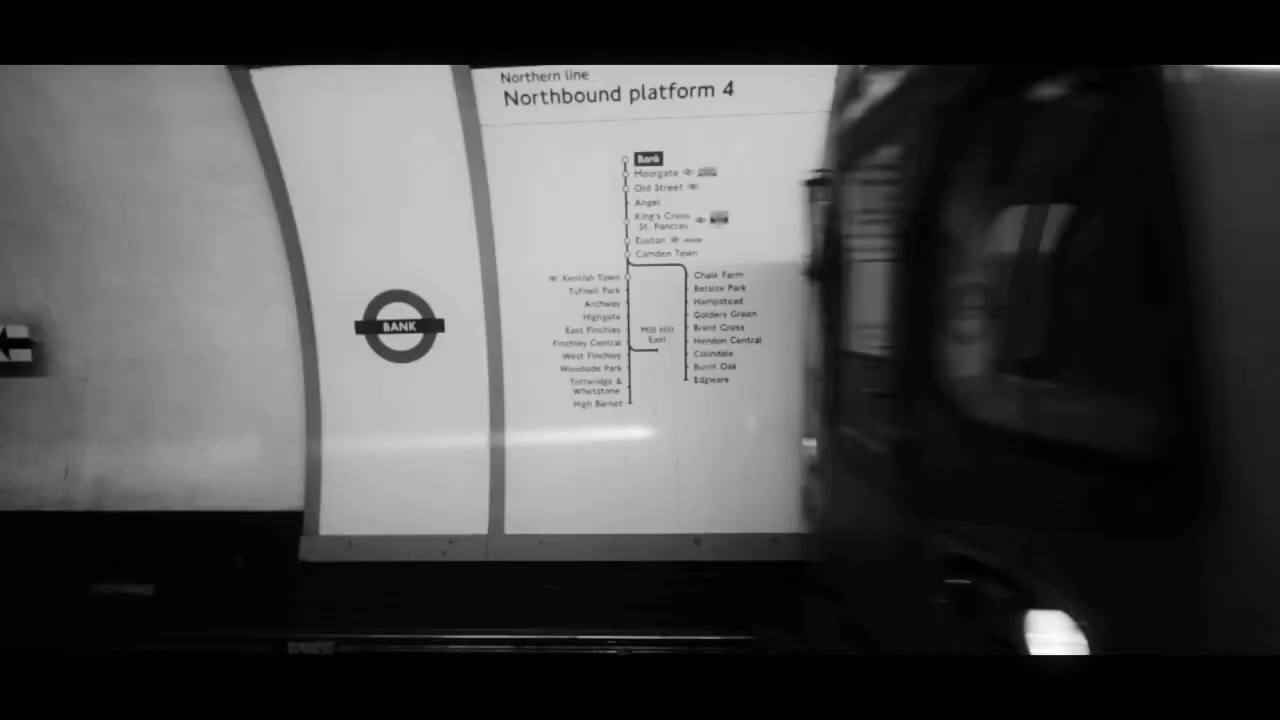 Northern line
Northbound platform 4
Bank
Moorgate
Old Street
Angel
King's Cross
St. Pancras
Euston
Camden Town
Kentish Town
Tufnell Park
Archway
Highgate
East Finchley
Finchley Central
West Finchley
Woodside Park
Totteridge &
Whetstone
High Barnet
Mill Hill
East
Chalk Farm
Belsize Park
Hampstead
Golders Green
Brent Cross
Hendon Central
Colindale
Burnt Oak
Edgware
BANK